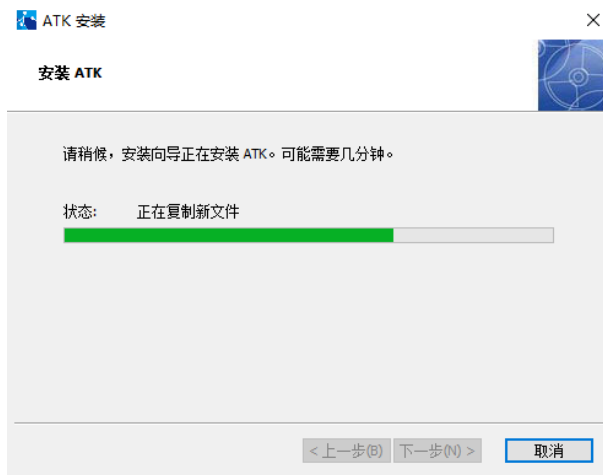 ATK 安装
安装 ATK
请稍候，安装向导正在安装 ATK。可能需要几分钟。
状态: 正在复制新文件
< 上一步(B) 下一步(N) > 取消